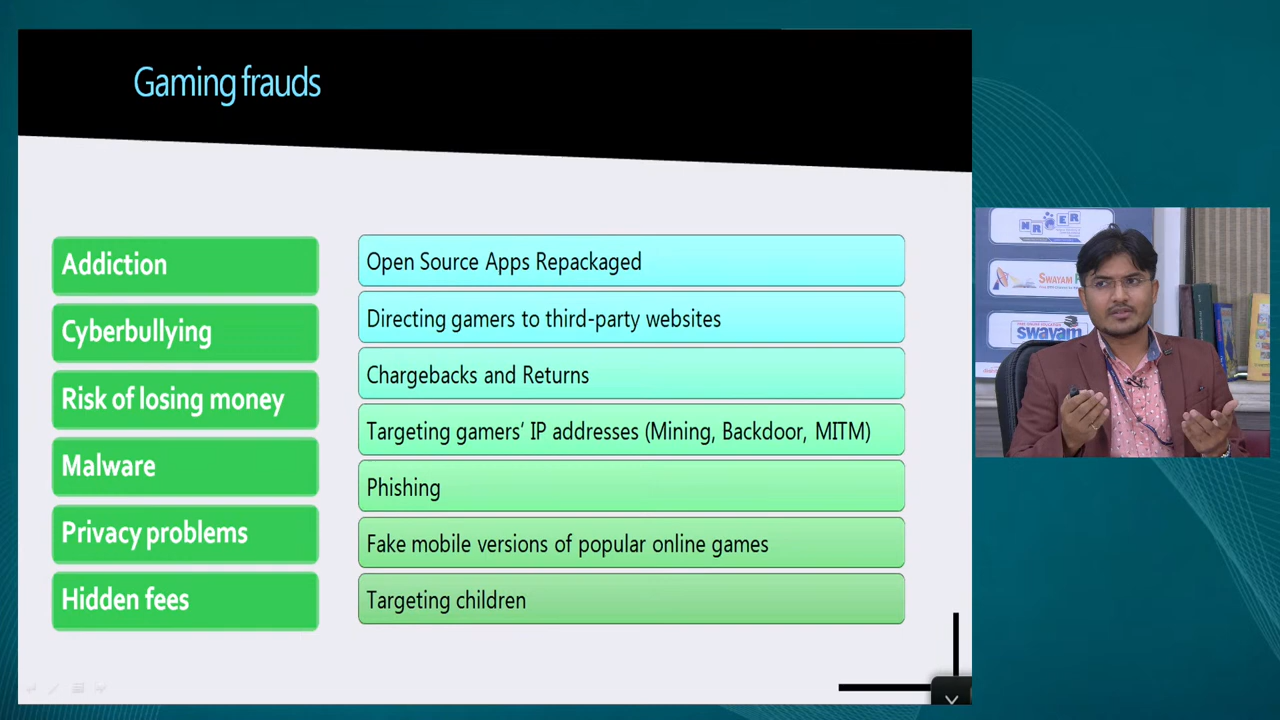 Gaming frauds
Addiction
Cyberbullying
Risk of losing money
Malware
Privacy problems
Hidden fees
Open Source Apps Repackaged
Directing gamers to third-party websites
Chargebacks and Returns
Targeting gamers’ IP addresses (Mining, Backdoor, MITM)
Phishing
Fake mobile versions of popular online games
Targeting children
NROER
SWAYAM
swayam